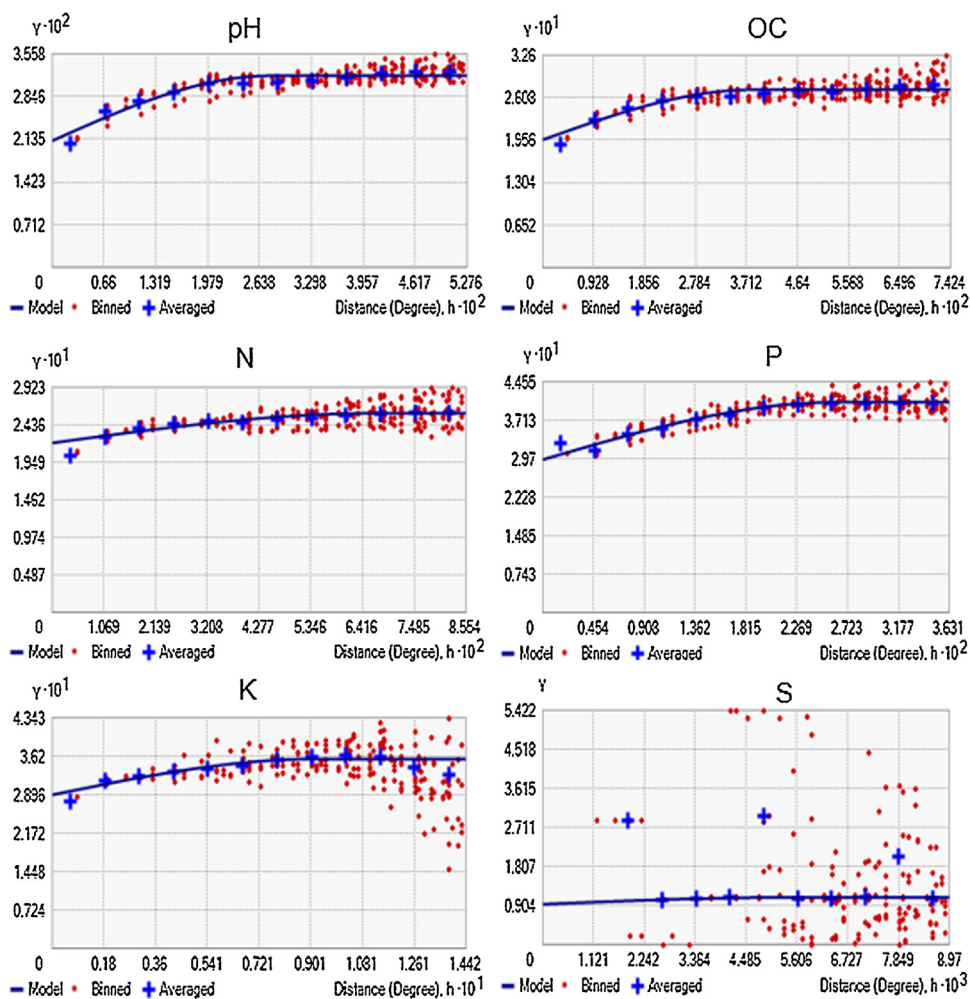 γ·10² pH
3.558
2.845
2.135
1.423
0.712
0 0.66 1.319 1.979 2.638 3.298 3.957 4.617 5.276
Model Binned Averaged Distance (Degree), h·10²
γ·10¹ OC
3.26
2.608
1.956
1.304
0.652
0 0.928 1.856 2.784 3.712 4.64 5.568 6.496 7.424
Model Binned Averaged Distance (Degree), h·10²
γ·10¹ N
2.923
2.436
1.949
1.462
0.974
0.487
0 1.069 2.139 3.208 4.277 5.346 6.416 7.485 8.554
Model Binned Averaged Distance (Degree), h·10²
γ·10¹ P
4.455
3.713
2.97
2.228
1.485
0.743
0 0.454 0.908 1.362 1.815 2.269 2.723 3.177 3.631
Model Binned Averaged Distance (Degree), h·10²
γ·10¹ K
4.343
3.62
2.896
2.172
1.448
0.724
0 0.18 0.36 0.541 0.721 0.901 1.081 1.261 1.442
Model Binned Averaged Distance (Degree), h·10¹
γ S
5.422
4.518
3.615
2.711
1.807
0.904
0 1.121 2.242 3.364 4.485 5.606 6.727 7.849 8.97
Model Binned Averaged Distance (Degree), h·10³